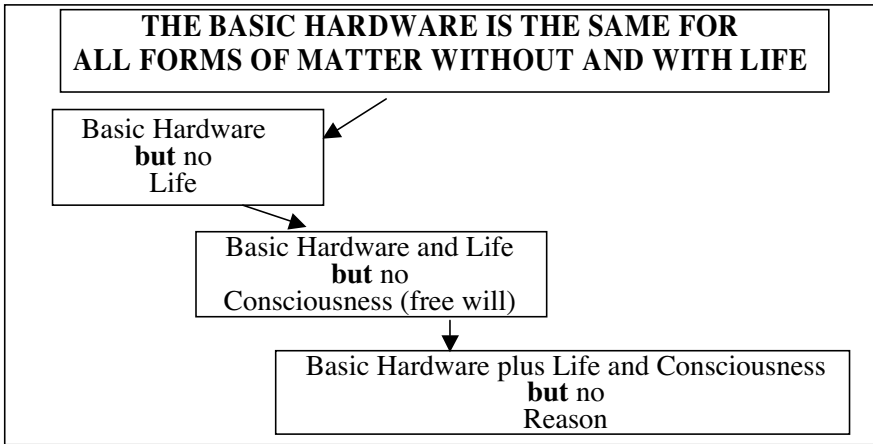 THE BASIC HARDWARE IS THE SAME FOR
ALL FORMS OF MATTER WITHOUT AND WITH LIFE
Basic Hardware
but no
Life
Basic Hardware and Life
but no
Consciousness (free will)
Basic Hardware plus Life and Consciousness
but no
Reason